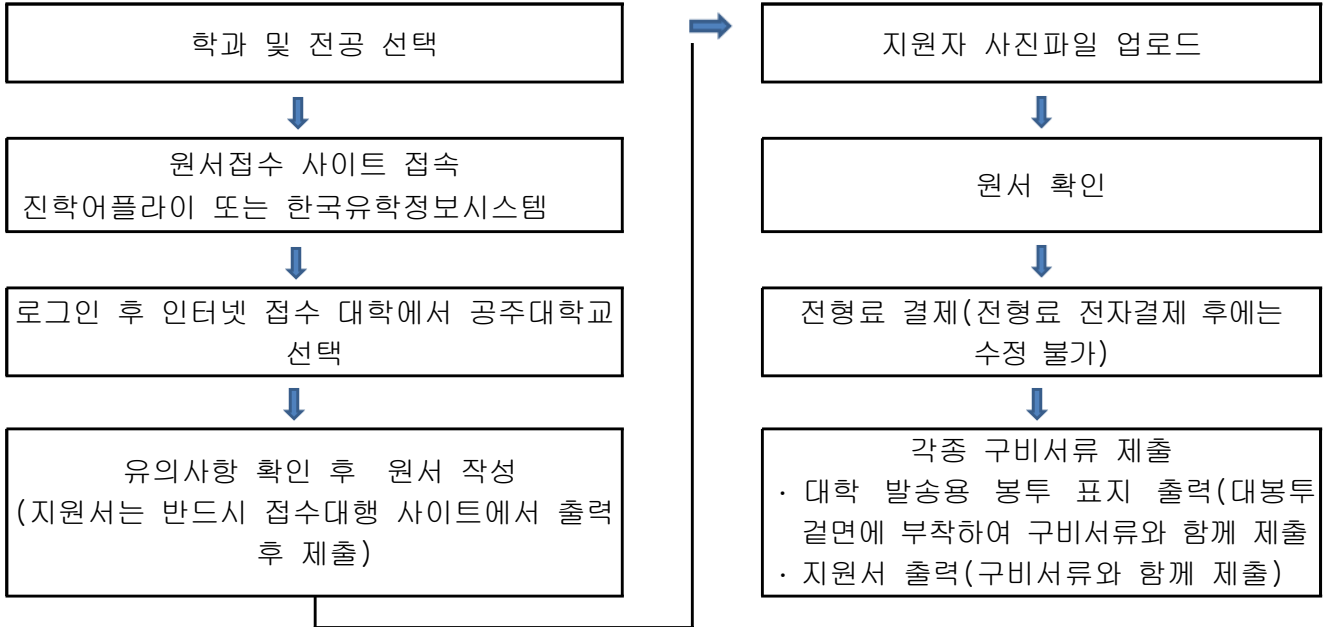 학과 및 전공 선택
원서접수 사이트 접속
진학어플라이 또는 한국유학정보시스템
로그인 후 인터넷 접수 대학에서 공주대학교
선택
유의사항 확인 후 원서 작성
(지원서는 반드시 접수대행 사이트에서 출력
후 제출)
지원자 사진파일 업로드
원서 확인
전형료 결제(전형료 전자결제 후에는
수정 불가)
각종 구비서류 제출
· 대학 발송용 봉투 표지 출력(대봉투
겉면에 부착하여 구비서류와 함께 제출
· 지원서 출력(구비서류와 함께 제출)